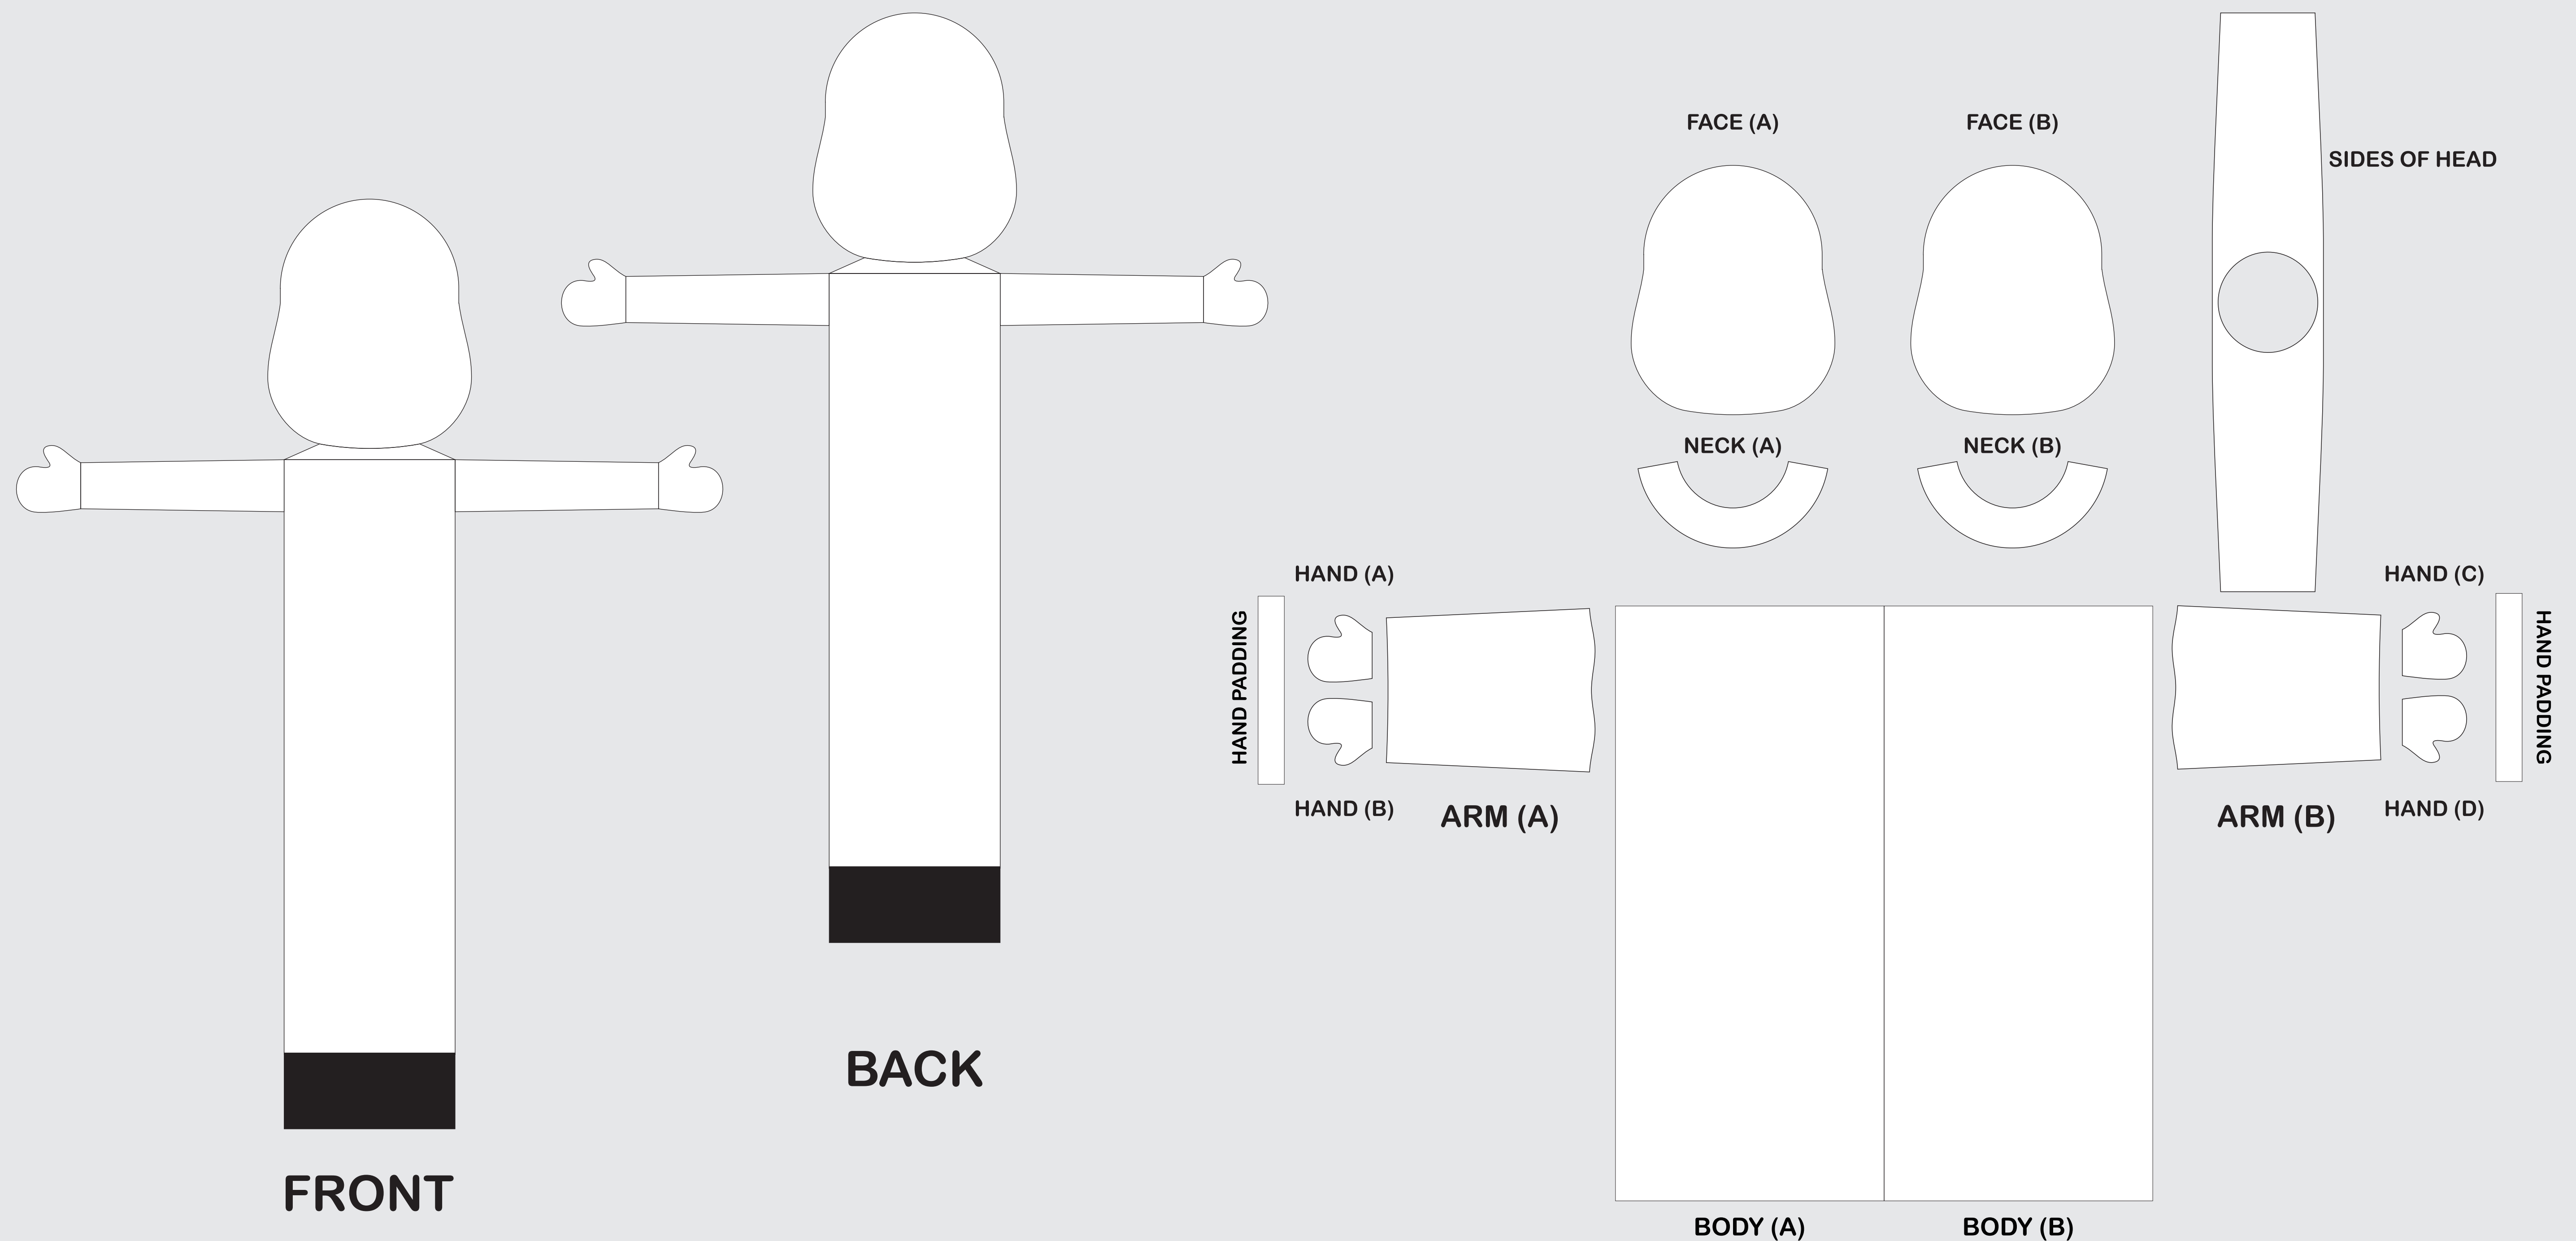 FACE (A)
FACE (B)
SIDES OF HEAD
NECK (A)
NECK (B)
HAND (A)
HAND (C)
HAND PADDING
HAND PADDING
HAND (B)
ARM (A)
ARM (B)
HAND (D)
BACK
FRONT
BODY (A)
BODY (B)